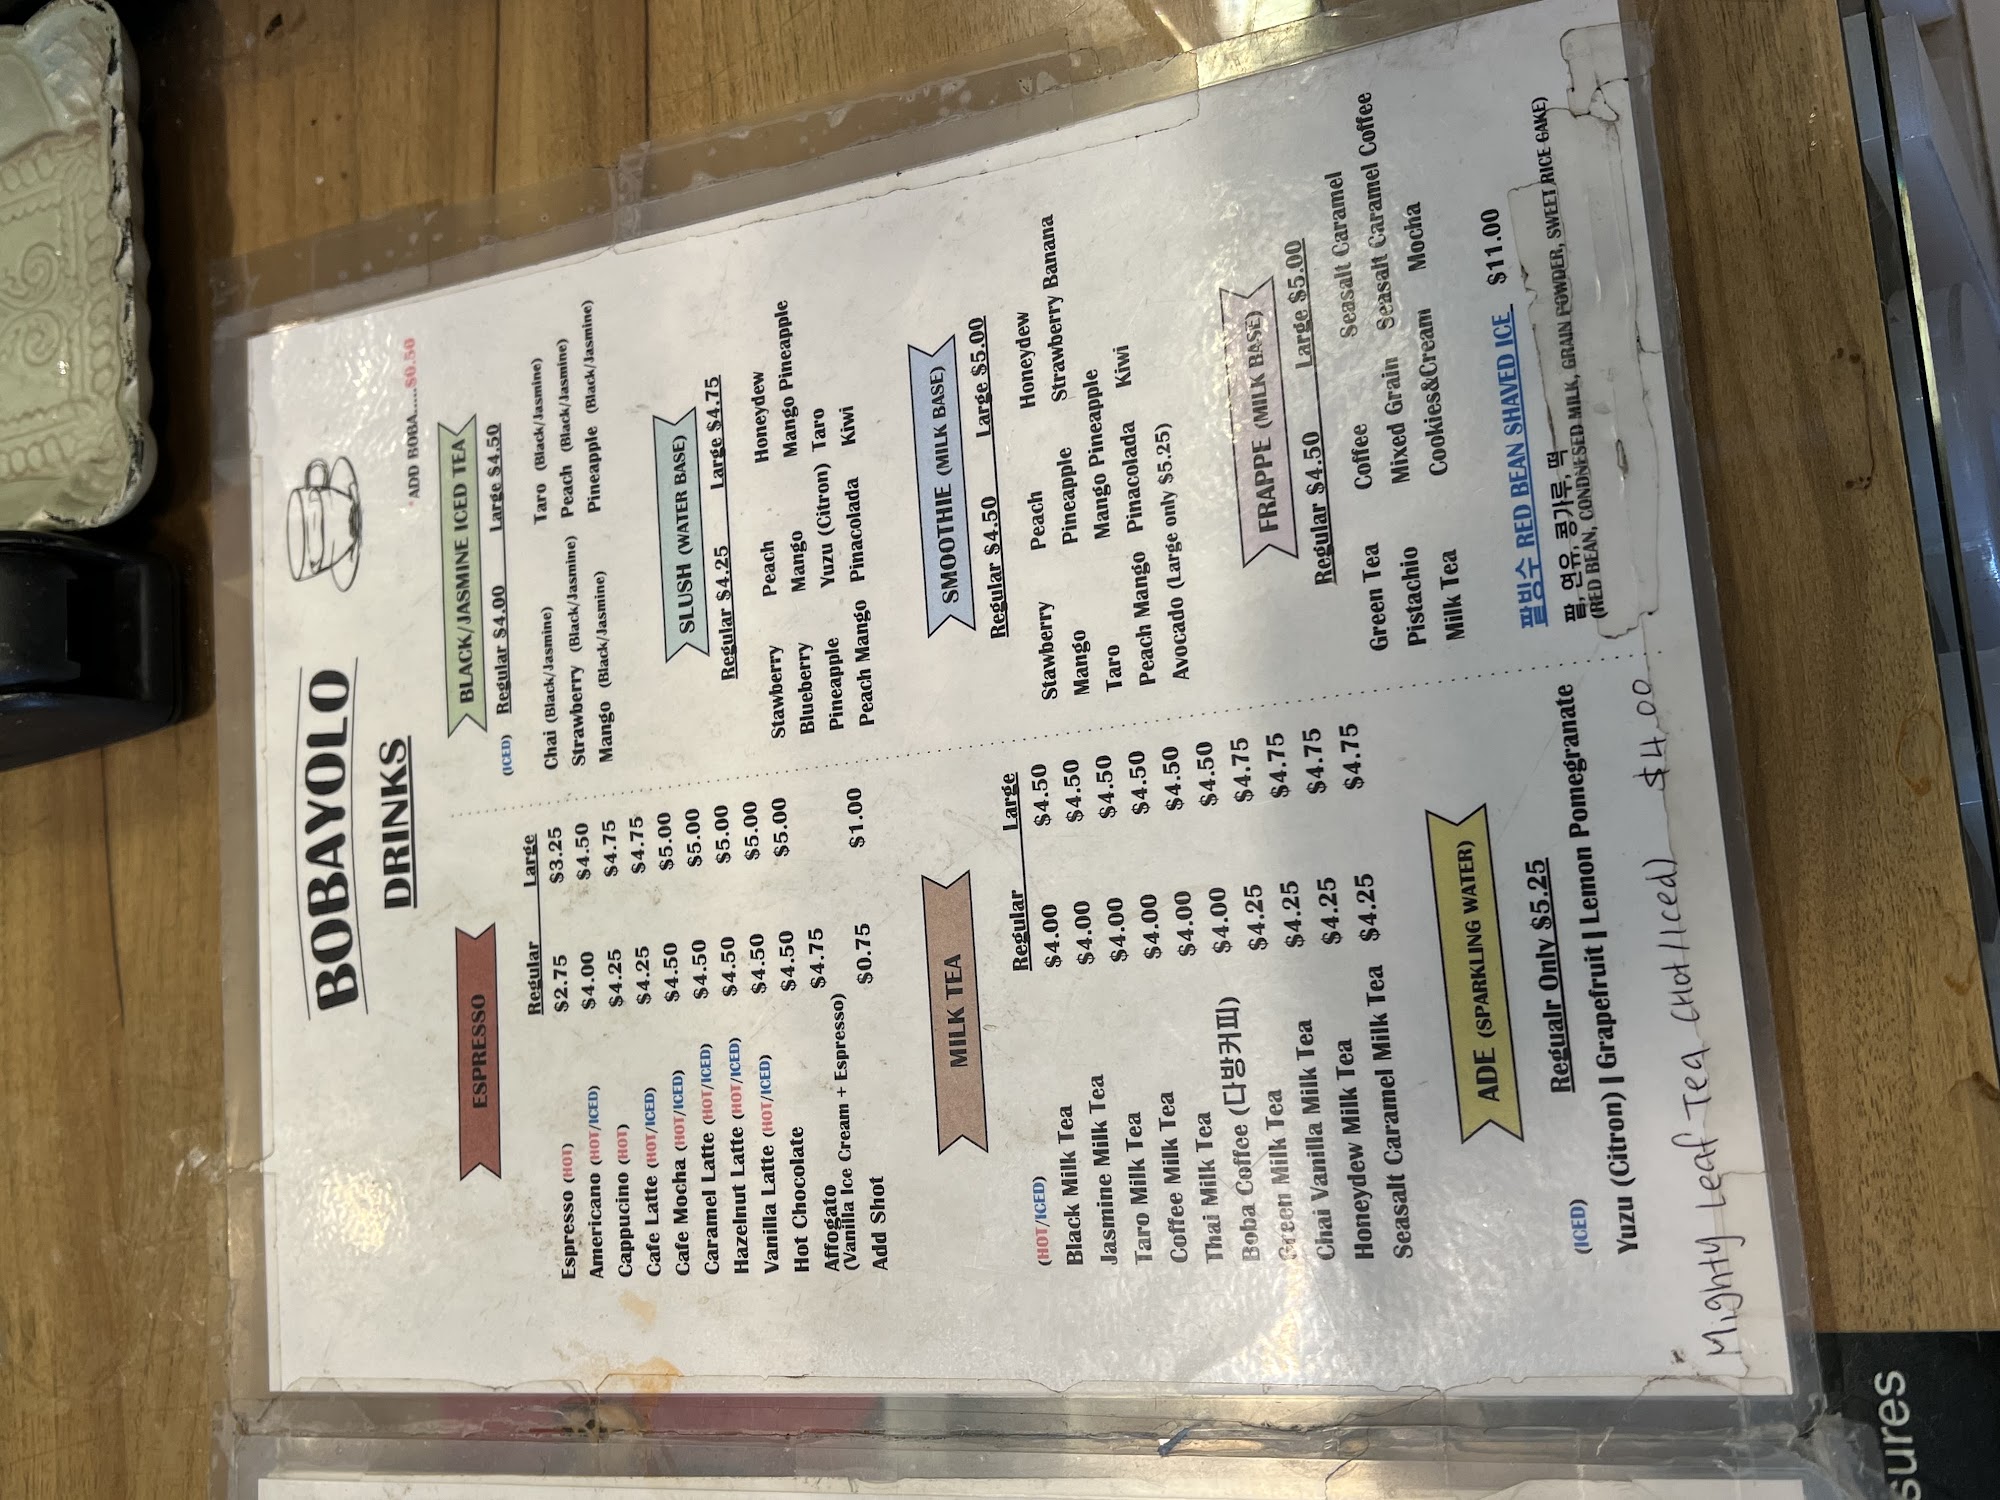 BOBAYOLO
DRINKS
*ADD BOBA......$0.50
ESPRESSO
Regular Large
Espresso (HOT) $2.75 $3.25
Americano (HOT/ICED) $4.00 $4.50
Cappucino (HOT) $4.25 $4.75
Cafe Latte (HOT/ICED) $4.25 $4.75
Cafe Mocha (HOT/ICED) $4.50 $5.00
Caramel Latte (HOT/ICED) $4.50 $5.00
Hazelnut Latte (HOT/ICED) $4.50 $5.00
Vanilla Latte (HOT/ICED) $4.50 $5.00
Hot Chocolate $4.50 $5.00
Affogato $4.75
(Vanilla Ice Cream + Espresso)
Add Shot $0.75 $1.00
MILK TEA
Regular Large
(HOT/ICED)
Black Milk Tea $4.00 $4.50
Jasmine Milk Tea $4.00 $4.50
Taro Milk Tea $4.00 $4.50
Coffee Milk Tea $4.00 $4.50
Thai Milk Tea $4.00 $4.50
Boba Coffee (다방커피) $4.00 $4.50
Green Milk Tea $4.25 $4.75
Chai Vanilla Milk Tea $4.25 $4.75
Honeydew Milk Tea $4.25 $4.75
Seasalt Caramel Milk Tea $4.25 $4.75
ADE (SPARKLING WATER)
Regualr Only $5.25
(ICED)
Yuzu (Citron) | Grapefruit | Lemon Pomegranate
Mighty Leaf Tea (Hot/Iced) $4.00
BLACK/JASMINE ICED TEA
(ICED) Regular $4.00 Large $4.50
Chai (Black/Jasmine) Taro (Black/Jasmine)
Strawberry (Black/Jasmine) Peach (Black/Jasmine)
Mango (Black/Jasmine) Pineapple (Black/Jasmine)
SLUSH (WATER BASE)
Regular $4.25 Large $4.75
Stawberry Peach Honeydew
Blueberry Mango Mango Pineapple
Pineapple Yuzu (Citron) Taro
Peach Mango Pinacolada Kiwi
SMOOTHIE (MILK BASE)
Regular $4.50 Large $5.00
Stawberry Peach Honeydew
Mango Pineapple Strawberry Banana
Taro Mango Pineapple
Peach Mango Pinacolada Kiwi
Avocado (Large only $5.25)
FRAPPE (MILK BASE)
Regular $4.50 Large $5.00
Green Tea Coffee Seasalt Caramel
Pistachio Mixed Grain Seasalt Caramel Coffee
Milk Tea Cookies&Cream Mocha
팥빙수 RED BEAN SHAVED ICE $11.00
팥, 연유, 콩가루, 떡
(RED BEAN, CONDNESED MILK, GRAIN POWDER, SWEET RICE CAKE)
sures